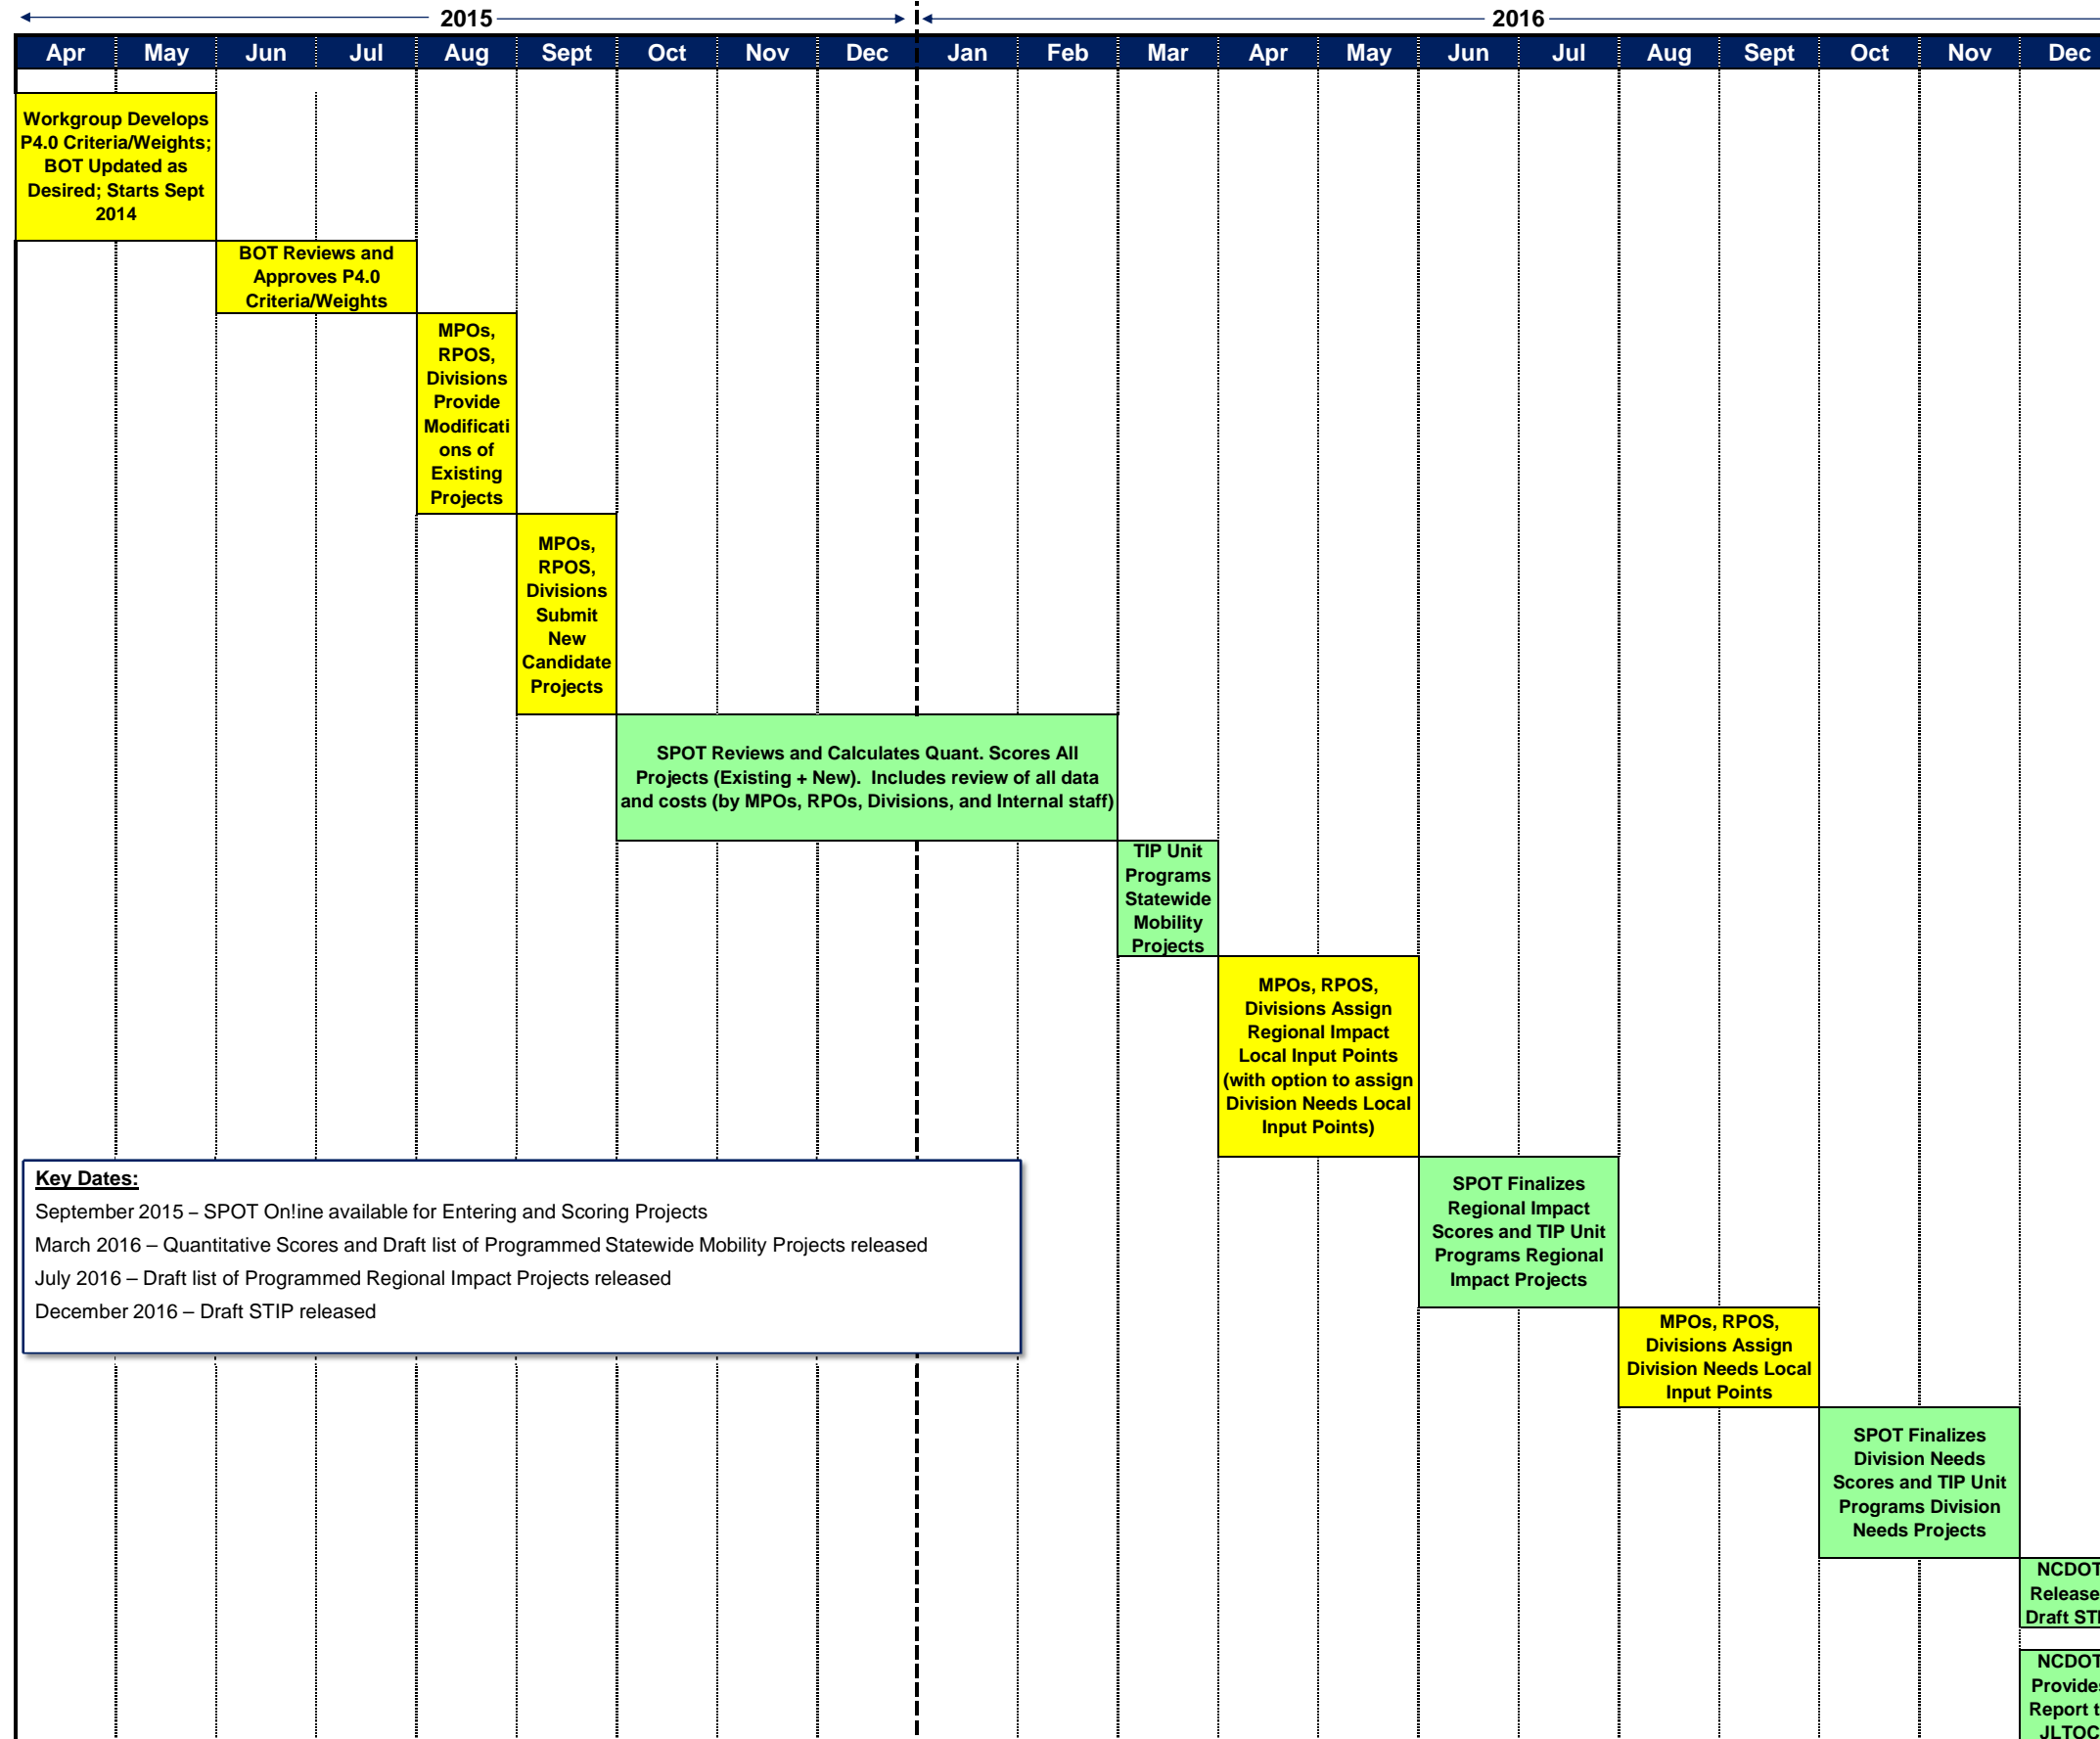 2015
2016
Apr May Jun Jul Aug Sept Oct Nov Dec Jan Feb Mar Apr May Jun Jul Aug Sept Oct Nov Dec
Workgroup Develops
P4.0 Criteria/Weights;
BOT Updated as
Desired; Starts Sept
2014
BOT Reviews and
Approves P4.0
Criteria/Weights
MPOs,
RPOS,
Divisions
Provide
Modificati
ons of
Existing
Projects
MPOs,
RPOS,
Divisions
Submit
New
Candidate
Projects
SPOT Reviews and Calculates Quant. Scores All
Projects (Existing + New). Includes review of all data
and costs (by MPOs, RPOs, Divisions, and Internal staff)
TIP Unit
Programs
Statewide
Mobility
Projects
MPOs, RPOS,
Divisions Assign
Regional Impact
Local Input Points
(with option to assign
Division Needs Local
Input Points)
Key Dates:
September 2015 – SPOT On!ine available for Entering and Scoring Projects
March 2016 – Quantitative Scores and Draft list of Programmed Statewide Mobility Projects released
July 2016 – Draft list of Programmed Regional Impact Projects released
December 2016 – Draft STIP released
SPOT Finalizes
Regional Impact
Scores and TIP Unit
Programs Regional
Impact Projects
MPOs, RPOS,
Divisions Assign
Division Needs Local
Input Points
SPOT Finalizes
Division Needs
Scores and TIP Unit
Programs Division
Needs Projects
NCDOT
Release
Draft
NCDOT
Provides
Report
JLTOC